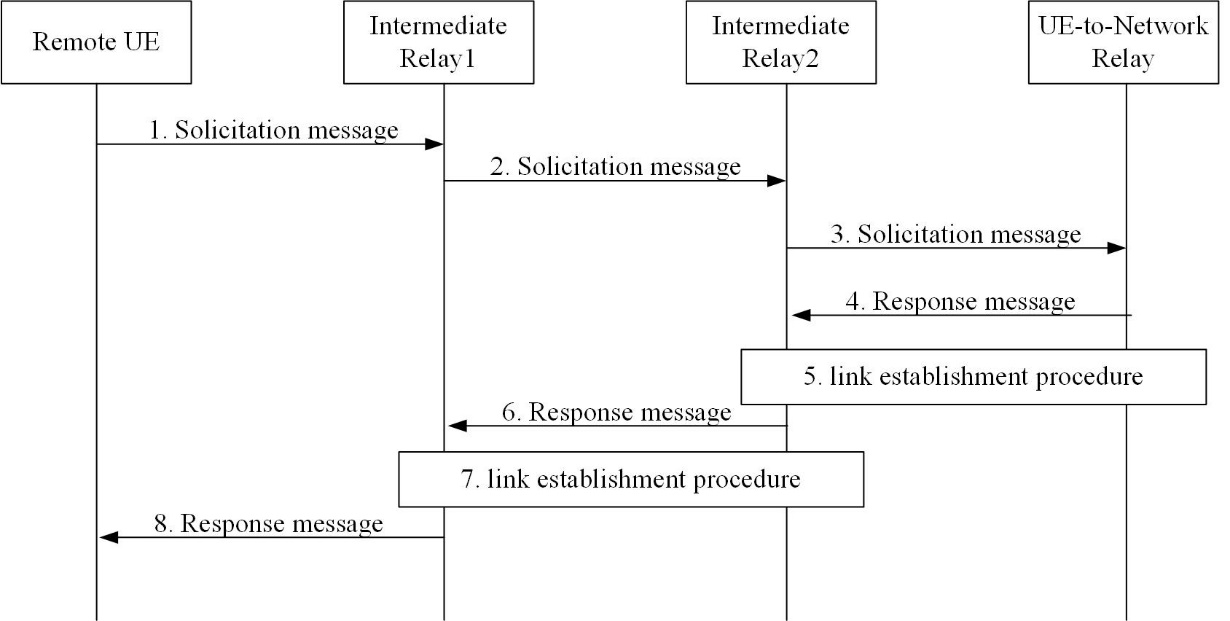 Remote UE
Intermediate
Relay1
Intermediate
Relay2
UE-to-Network
Relay
1. Solicitation message
2. Solicitation message
3. Solicitation message
4. Response message
5. link establishment procedure
6. Response message
7. link establishment procedure
8. Response message